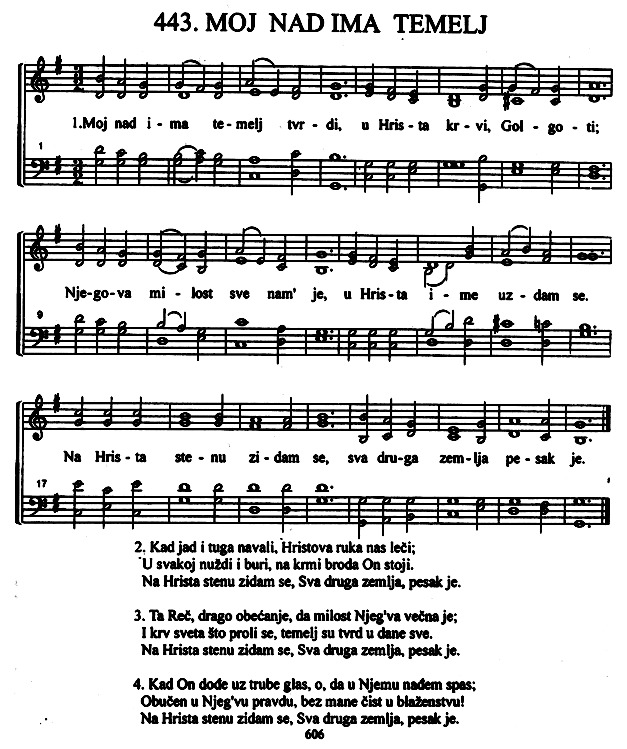 443. MOJ NAD IMA TEMELJ
1.Moj nad i - ma te - melj tvr - di, u Hris - ta kr - vi, Gol - go - ti;
1
Nje-go-va mi - lost sve nam' je, u Hris-ta i - me uz - dam se.
9
Na Hris - ta ste - nu zi - dam se, sva dru-ga zem-lja pe - sak je.
17
2. Kad jad i tuga navali, Hristova ruka nas leči;
U svakoj nuždi i buri, na krmi broda On stoji.
Na Hrista stenu zidam se, Sva druga zemlja, pesak je.
3. Ta Reč, drago obećanje, da milost Njeg'va večna je;
I krv sveta što proli se, temelj su tvrd u dane sve.
Na Hrista stenu zidam se, Sva druga zemlja, pesak je.
4. Kad On dođe uz trube glas, o, da u Njemu nađem spas;
Obučen u Njeg'vu pravdu, bez mane čist u blaženstvu!
Na Hrista stenu zidam se, Sva druga zemlja, pesak je.
606